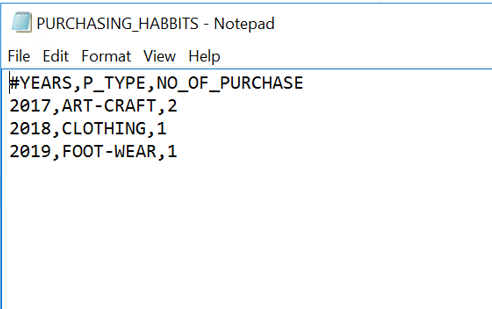 PURCHASING_HABBITS - Notepad
File Edit Format View Help
#YEARS,P_TYPE,NO_OF_PURCHASE
2017,ART-CRAFT,2
2018,CLOTHING,1
2019,FOOT-WEAR,1